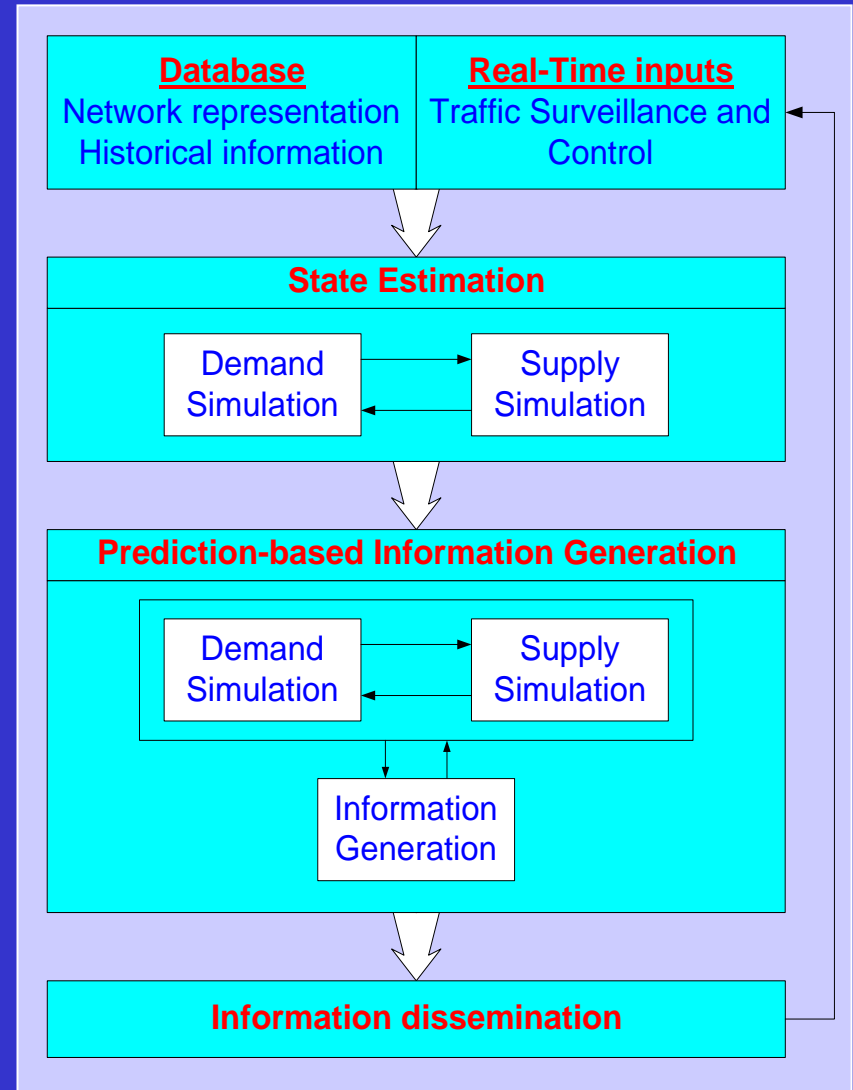 Database
Network representation
Historical information
Real-Time inputs
Traffic Surveillance and
Control
State Estimation
Demand
Simulation
Supply
Simulation
Prediction-based Information Generation
Demand
Simulation
Supply
Simulation
Information
Generation
Information dissemination